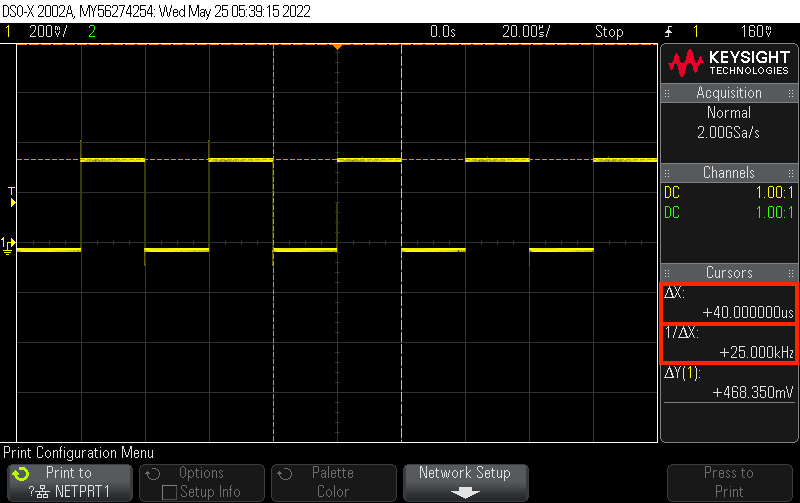 DSO-X 2002A, MY56274254: Wed May 25 05:39:15 2022
1 200▽/ 2 0.0s 20.00▽/ Stop 1 160▽
KEYSIGHT
TECHNOLOGIES
Acquisition
Normal
2.00GSa/s
Channels
DC 1.00:1
DC 1.00:1
Cursors
ΔX:
+40.000000us
1/ΔX:
+25.000kHz
ΔY(1):
+468.350mV
T
1
Print Configuration Menu
Print to
? NETPRT1
Options
Setup Info
Palette
Color
Network Setup
Press to
Print